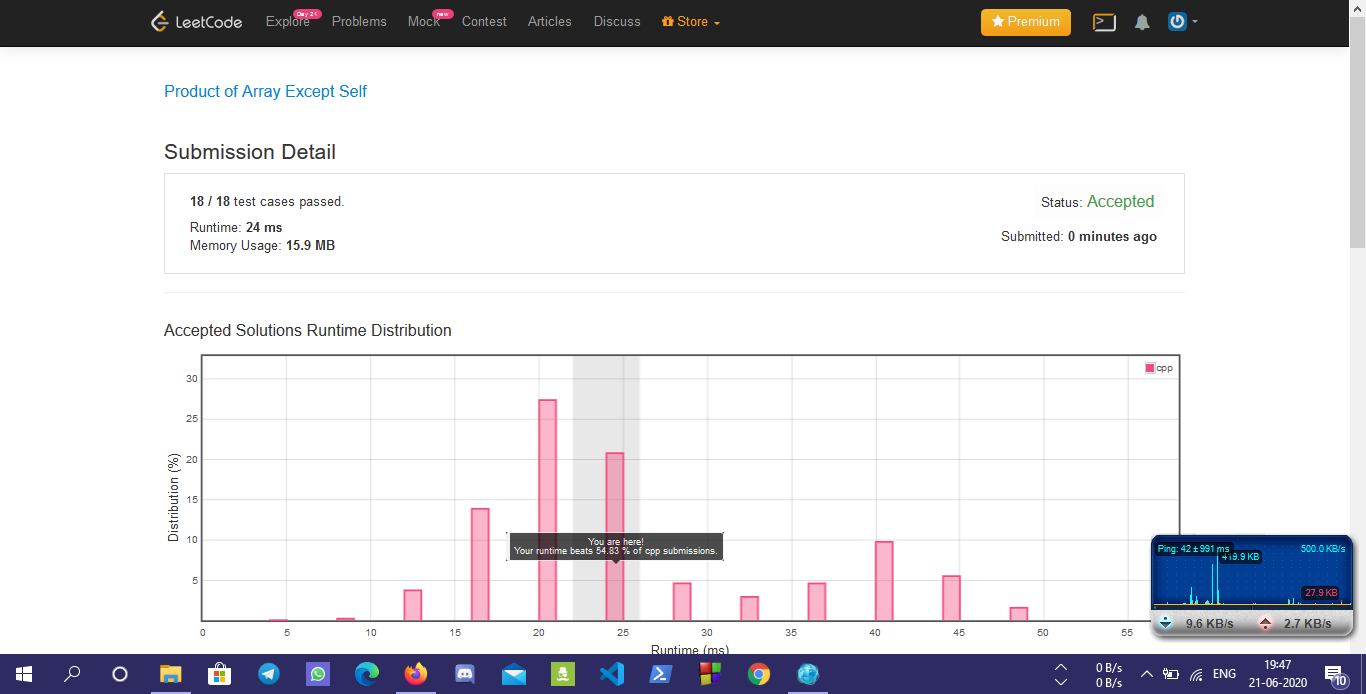 LeetCode
Explore
Day 21
Problems
Mock
new
Contest
Articles
Discuss
Store
Premium
Product of Array Except Self
Submission Detail
18 / 18 test cases passed.
Status: Accepted
Runtime: 24 ms
Submitted: 0 minutes ago
Memory Usage: 15.9 MB
Accepted Solutions Runtime Distribution
cpp
30
25
20
15
10
5
Distribution (%)
You are here!
Your runtime beats 54.83 % of cpp submissions.
0 5 10 15 20 25 30 35 40 45 50 55
Runtime (ms)
Ping: 42 ± 991 ms
500.0 KB/s
27.9 KB
9.6 KB/s
2.7 KB/s
0 B/s
0 B/s
ENG
19:47
21-06-2020
10